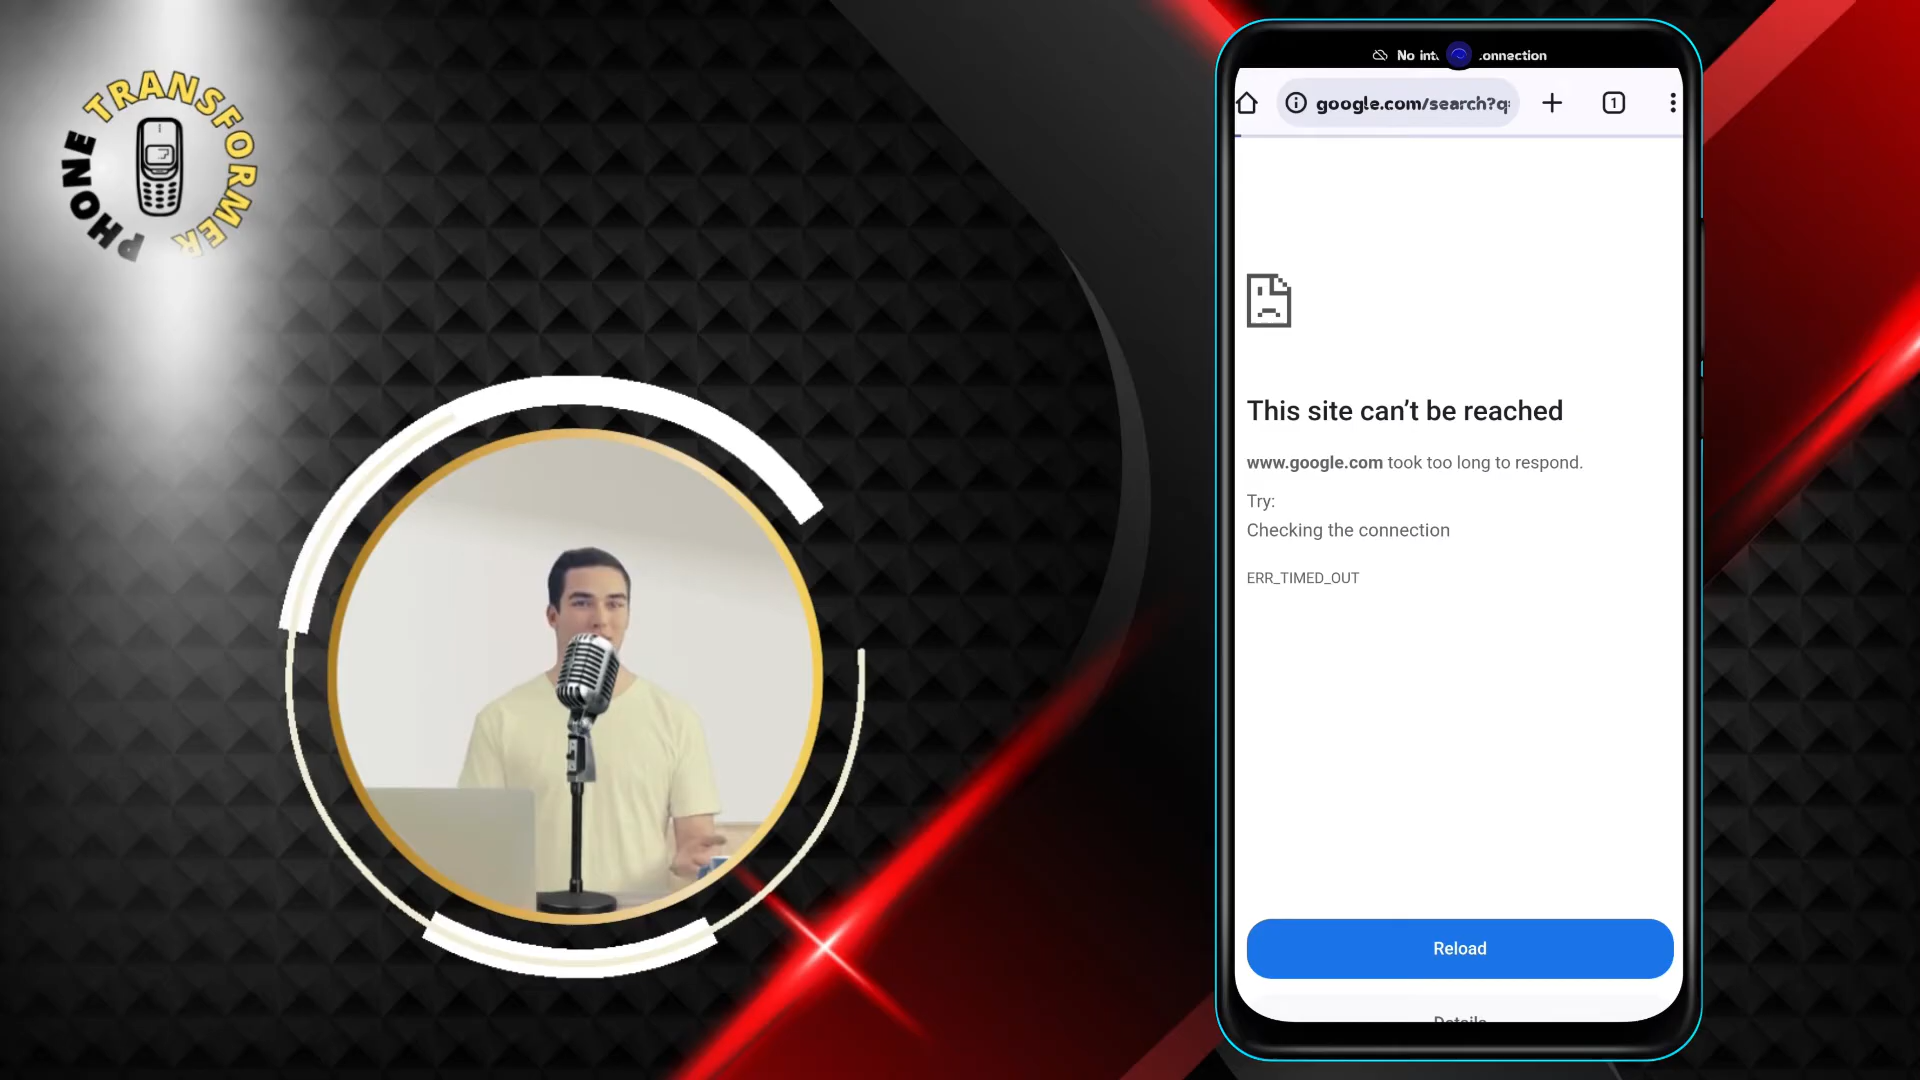 PHONE TRANSFORMER
No int onnection
google.com/search?q
1
This site can’t be reached
www.google.com took too long to respond.
Try:
Checking the connection
ERR_TIMED_OUT
Reload
Details